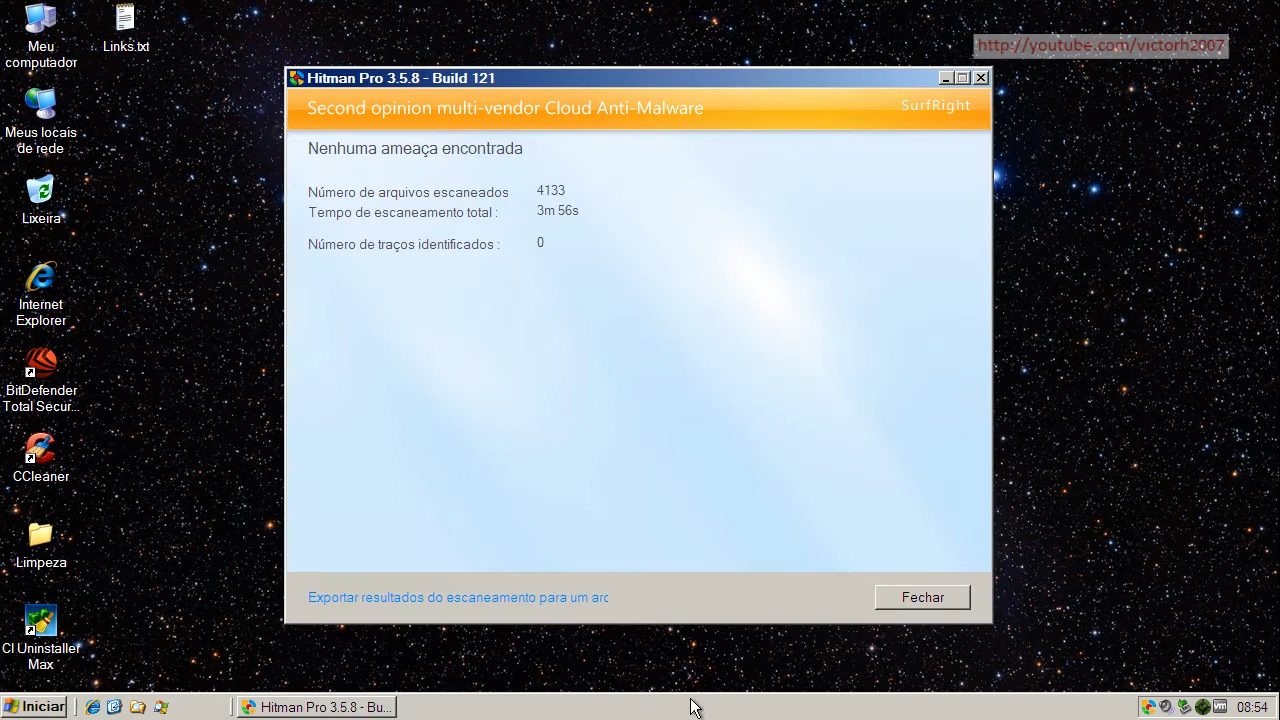 Meu
computador
Links.txt
http://youtube.com/victorh2007
Meus locais
de rede
Lixeira
Internet
Explorer
BitDefender
Total Secur...
CCleaner
Limpeza
CI Uninstaller
Max
Hitman Pro 3.5.8 - Build 121
Second opinion multi-vendor Cloud Anti-Malware
SurfRight
Nenhuma ameaça encontrada
Número de arquivos escaneados 4133
Tempo de escaneamento total : 3m 56s
Número de traços identificados : 0
Exportar resultados do escaneamento para um arc
Fechar
Iniciar
Hitman Pro 3.5.8 - Bu...
vm
08:54